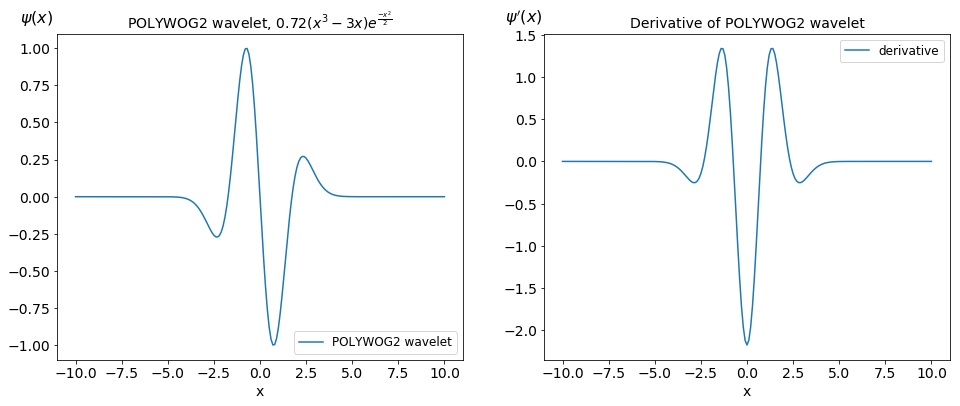 ψ(x)
POLYWOG2 wavelet, 0.72(x³ − 3x)e^{\frac{-x²}{2}}
1.00
0.75
0.50
0.25
0.00
−0.25
−0.50
−0.75
−1.00
POLYWOG2 wavelet
−10.0 −7.5 −5.0 −2.5 0.0 2.5 5.0 7.5 10.0
x
ψ′(x)
Derivative of POLYWOG2 wavelet
derivative
1.5
1.0
0.5
0.0
−0.5
−1.0
−1.5
−2.0
−10.0 −7.5 −5.0 −2.5 0.0 2.5 5.0 7.5 10.0
x